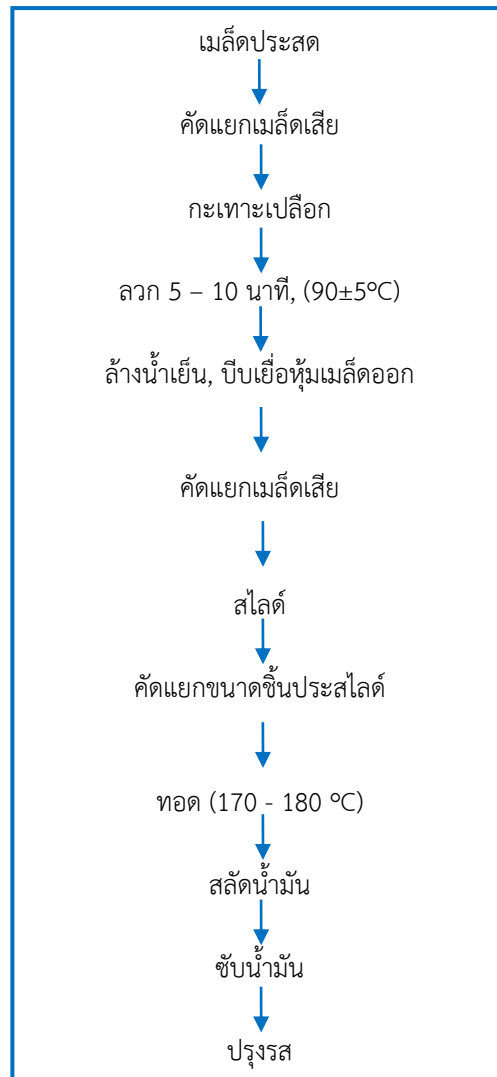 เมล็ดประสด
คัดแยกเมล็ดเสีย
กะเทาะเปลือก
ลวก 5 – 10 นาที, (90±5ºC)
ล้างน้ำเย็น, บีบเยื่อหุ้มเมล็ดออก
คัดแยกเมล็ดเสีย
สไลด์
คัดแยกขนาดชิ้นประสไลด์
ทอด (170 - 180 ºC)
สลัดน้ำมัน
ซับน้ำมัน
ปรุงรส